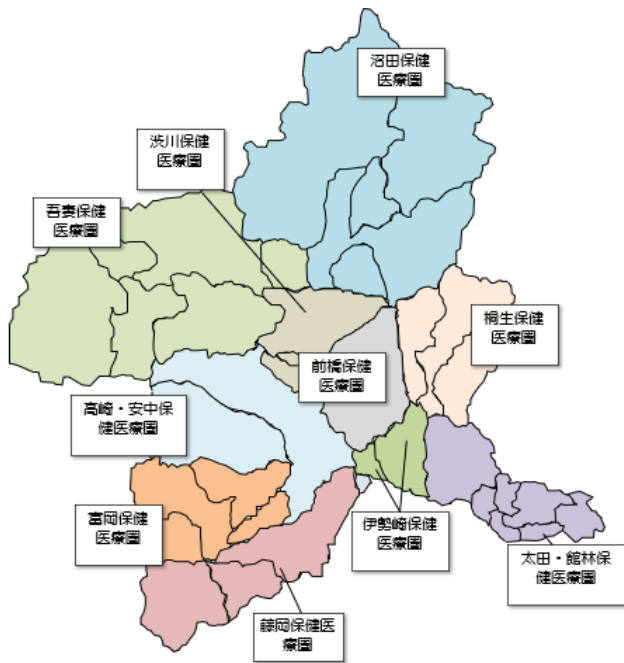 沼田保健
医療圏
渋川保健
医療圏
吾妻保健
医療圏
桐生保健
医療圏
前橋保健
医療圏
高崎・安中保
健医療圏
富岡保健
医療圏
伊勢崎保健
医療圏
太田・館林保
健医療圏
藤岡保健医
療圏